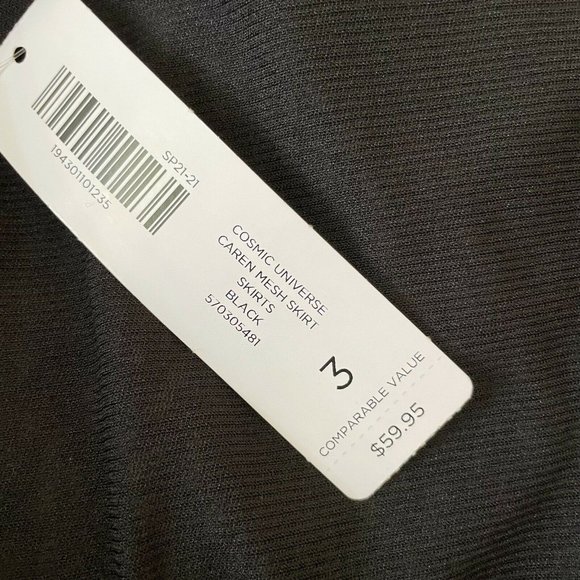 SP21-21
194301101235
COSMIC UNIVERSE
CAREN MESH SKIRT
SKIRTS
BLACK
570305481
3
COMPARABLE VALUE
$59.95